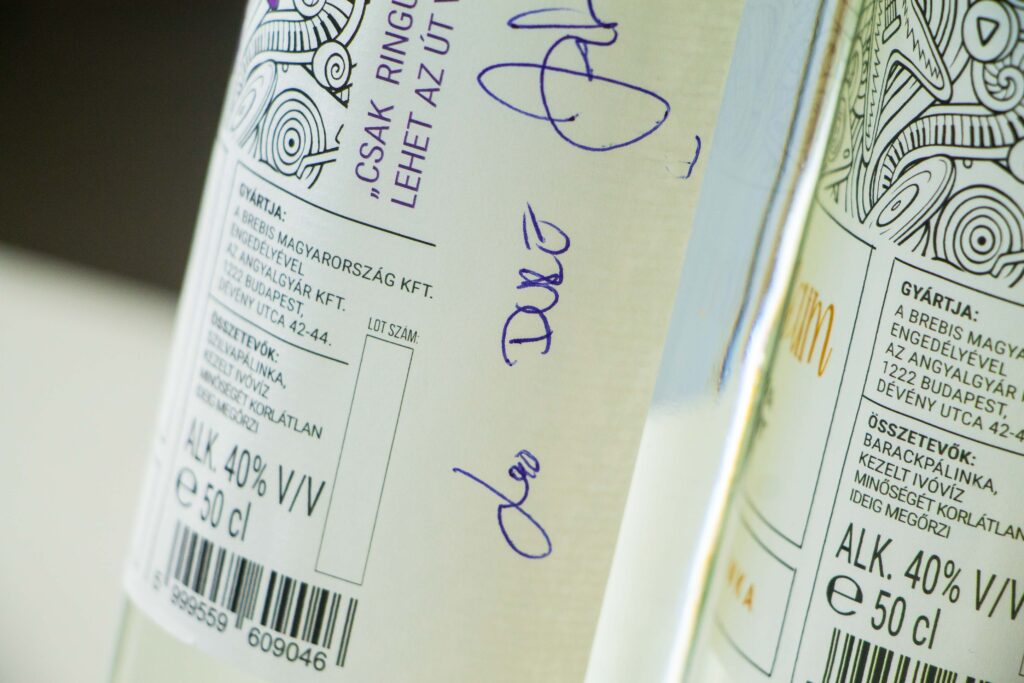 „CSAK RINGU
LEHET AZ ÚT V
GYÁRTJA:
A BREBIS MAGYARORSZÁG KFT.
ENGEDÉLYÉVEL
AZ ANGYALGYÁR KFT.
1222 BUDAPEST,
DÉVÉNY UTCA 42-44.
LOT SZÁM:
ÖSSZETEVŐK:
SZILVAPÁLINKA,
KEZELT IVÓVÍZ
MINŐSÉGÉT KORLÁTLAN
IDEIG MEGŐRZI
ALK. 40% V/V
e 50 cl
5 999559 609046
GYÁRTJA:
A BREBIS MAGYA
ENGEDÉLYÉVEL
AZ ANGYALGYÁR K
1222 BUDAPEST,
DÉVÉNY UTCA 42-4
ÖSSZETEVŐK:
BARACKPÁLINKA,
KEZELT IVÓVÍZ
MINŐSÉGÉT KORLÁTLAN
IDEIG MEGŐRZI
ALK. 40% V/V
e 50 cl